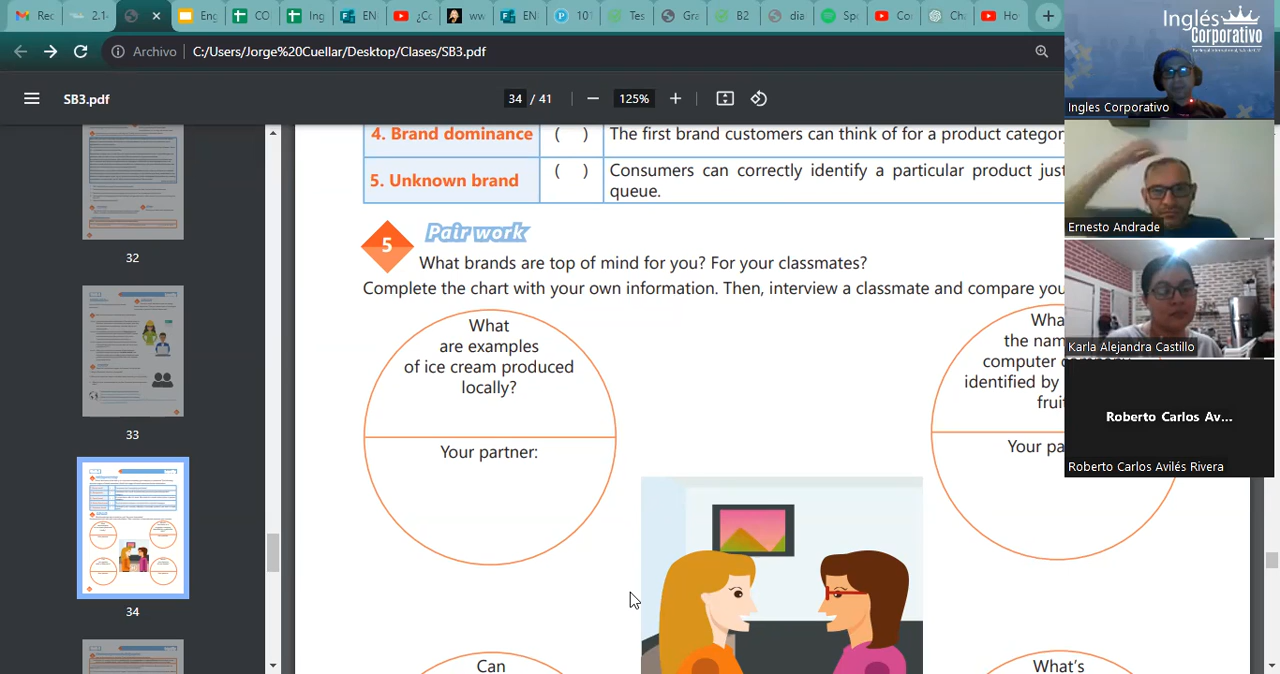 Rec
2.1
Eng
CO
Ing
EN
¿Co
ww
EN
10
Tes
Gra
B2
dia
Spo
Cor
Cha
Ho
Archivo
C:/Users/Jorge%20Cuellar/Desktop/Clases/SB3.pdf
SB3.pdf
34 / 41
125%
32
33
34
4. Brand dominance
( )
The first brand customers can think of for a product categor
5. Unknown brand
( )
Consumers can correctly identify a particular product just
queue.
5
Pair work
What brands are top of mind for you? For your classmates?
Complete the chart with your own information. Then, interview a classmate and compare you
What
are examples
of ice cream produced
locally?
Your partner:
Wha
the nam
computer company
identified by
fruit
Your pa
Can
What's
Inglés
Corporativo
Ingles Corporativo
Ernesto Andrade
Karla Alejandra Castillo
Roberto Carlos Av...
Roberto Carlos Avilés Rivera